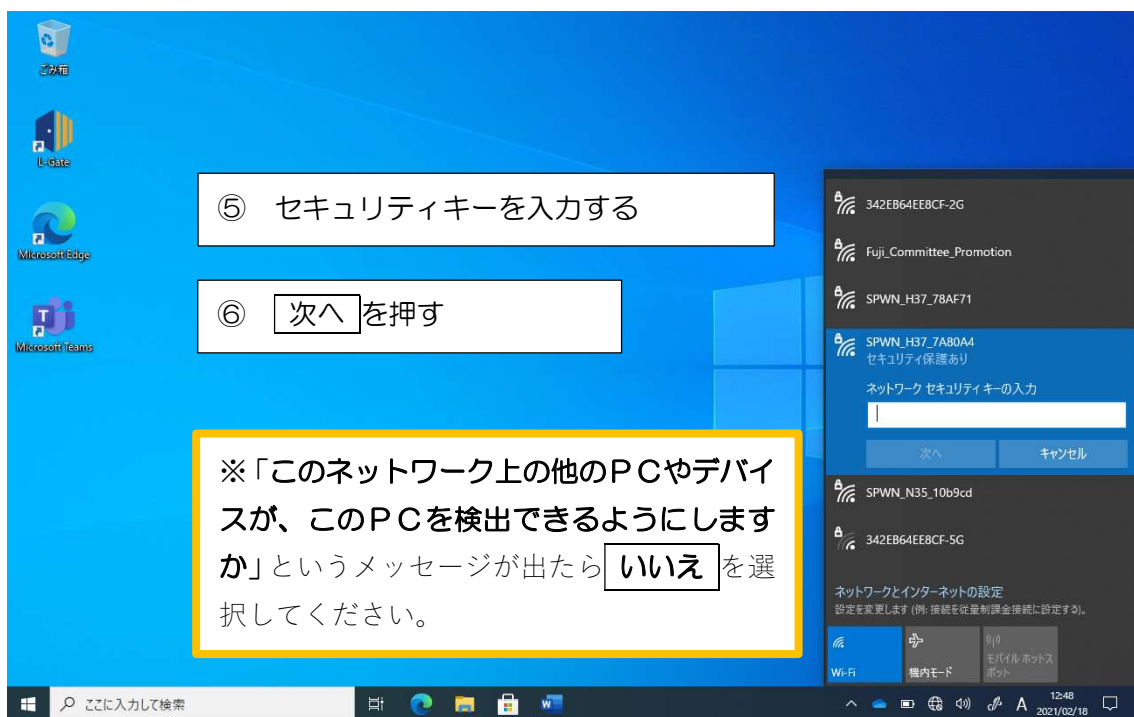 ごみ箱
L-Gate
Microsoft Edge
Microsoft Teams
⑤ セキュリティキーを入力する
⑥ 次へ を押す
※「このネットワーク上の他のＰＣやデバイ
スが、このＰＣを検出できるようにします
か」というメッセージが出たら いいえ を選
択してください。
342EB64EE8CF-2G
Fuji_Committee_Promotion
SPWN_H37_78AF71
SPWN_H37_7A80A4
セキュリティ保護あり
ネットワーク セキュリティ キーの入力
次へ キャンセル
SPWN_N35_10b9cd
342EB64EE8CF-5G
ネットワークとインターネットの設定
設定を変更します (例: 接続を従量制課金接続に設定する)。
Wi-Fi 機内モード モバイル ホットス
ポット
ここに入力して検索
A
12:48
2021/02/18